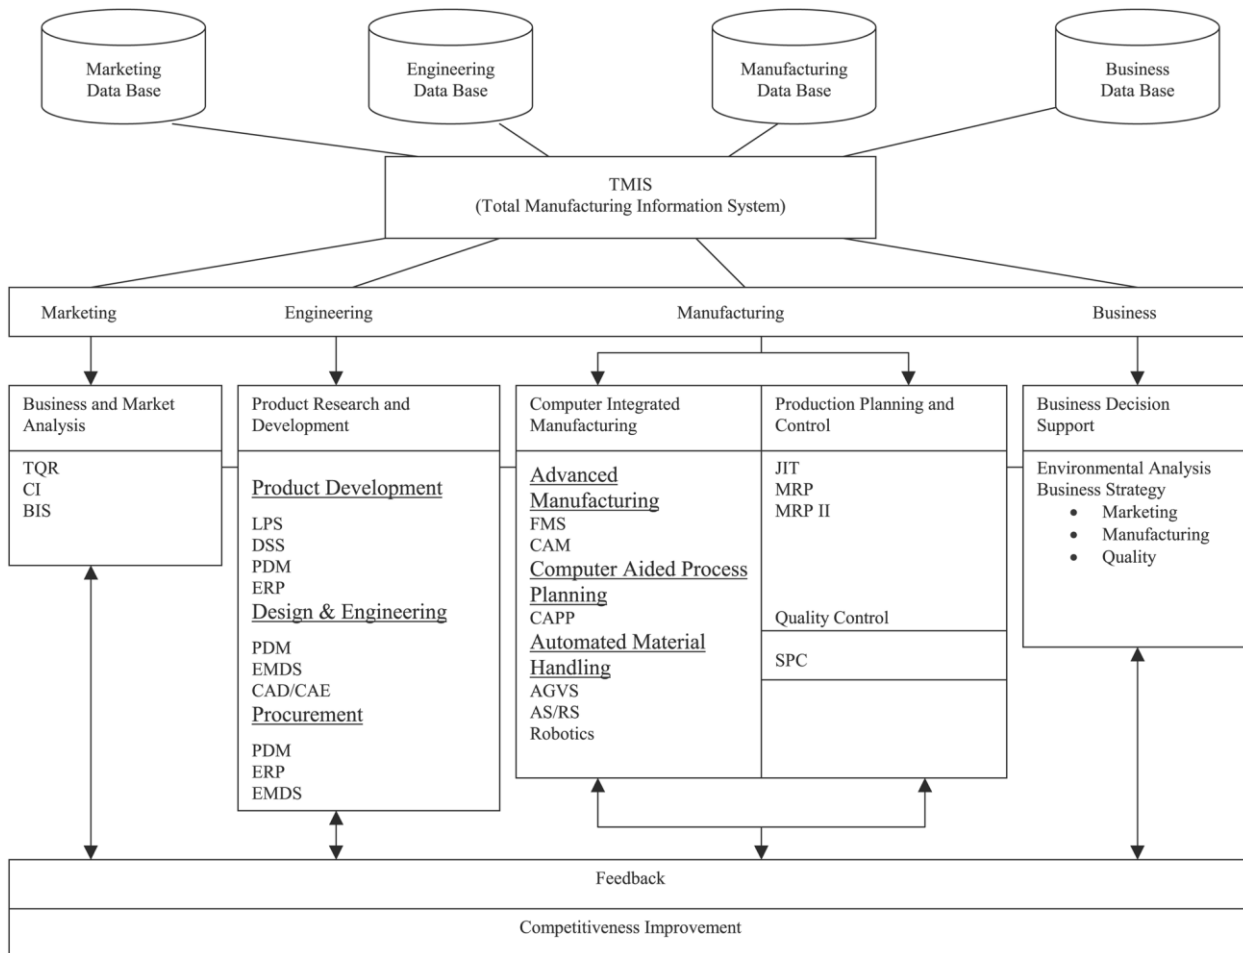 Marketing
Data Base
Engineering
Data Base
Manufacturing
Data Base
Business
Data Base
TMIS
(Total Manufacturing Information System)
Marketing
Engineering
Manufacturing
Business
Business and Market
Analysis
TQR
CI
BIS
Product Research and
Development
Product Development
LPS
DSS
PDM
ERP
Design & Engineering
PDM
EMDS
CAD/CAE
Procurement
PDM
ERP
EMDS
Computer Integrated
Manufacturing
Advanced
Manufacturing
FMS
CAM
Computer Aided Process
Planning
CAPP
Automated Material
Handling
AGVS
AS/RS
Robotics
Production Planning and
Control
JIT
MRP
MRP II
Quality Control
SPC
Business Decision
Support
Environmental Analysis
Business Strategy
• Marketing
• Manufacturing
• Quality
Feedback
Competitiveness Improvement